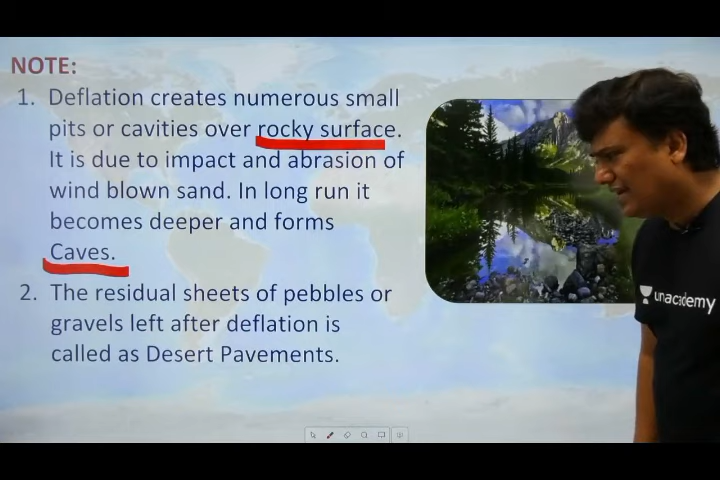 NOTE:
1. Deflation creates numerous small
pits or cavities over rocky surface.
It is due to impact and abrasion of
wind blown sand. In long run it
becomes deeper and forms
Caves.
2. The residual sheets of pebbles or
gravels left after deflation is
called as Desert Pavements.
unacademy